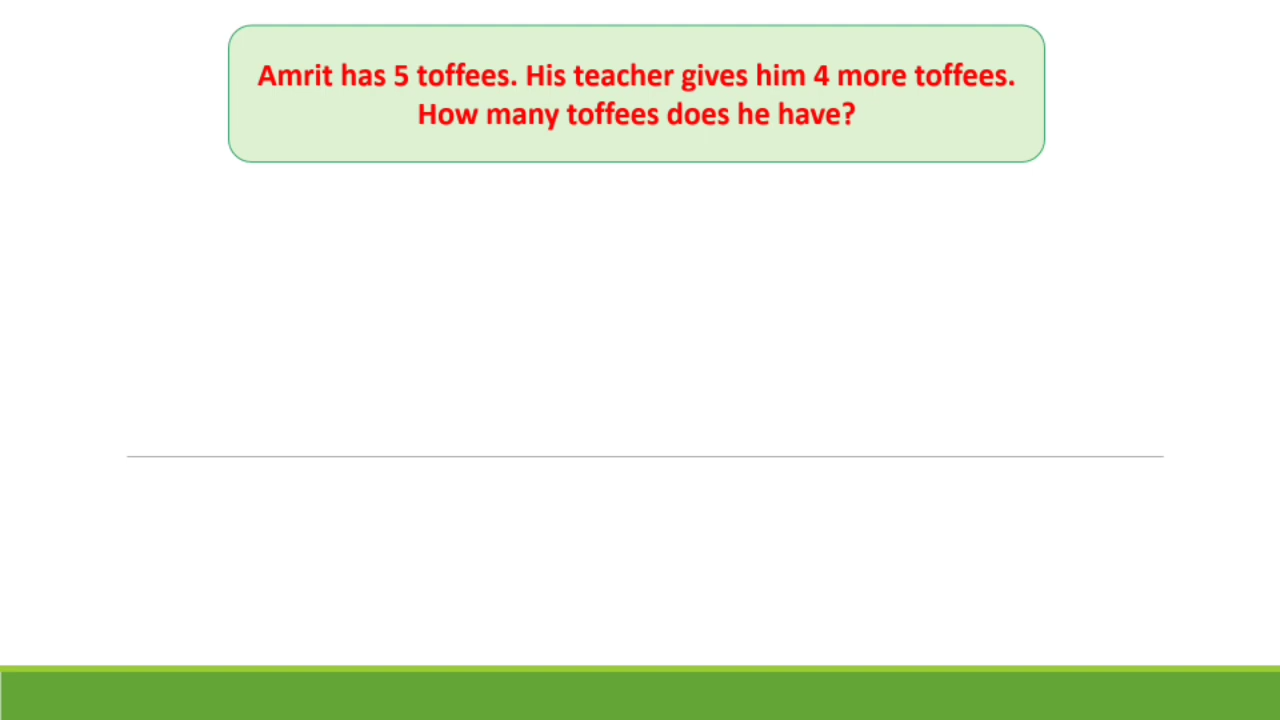 Amrit has 5 toffees. His teacher gives him 4 more toffees.
How many toffees does he have?